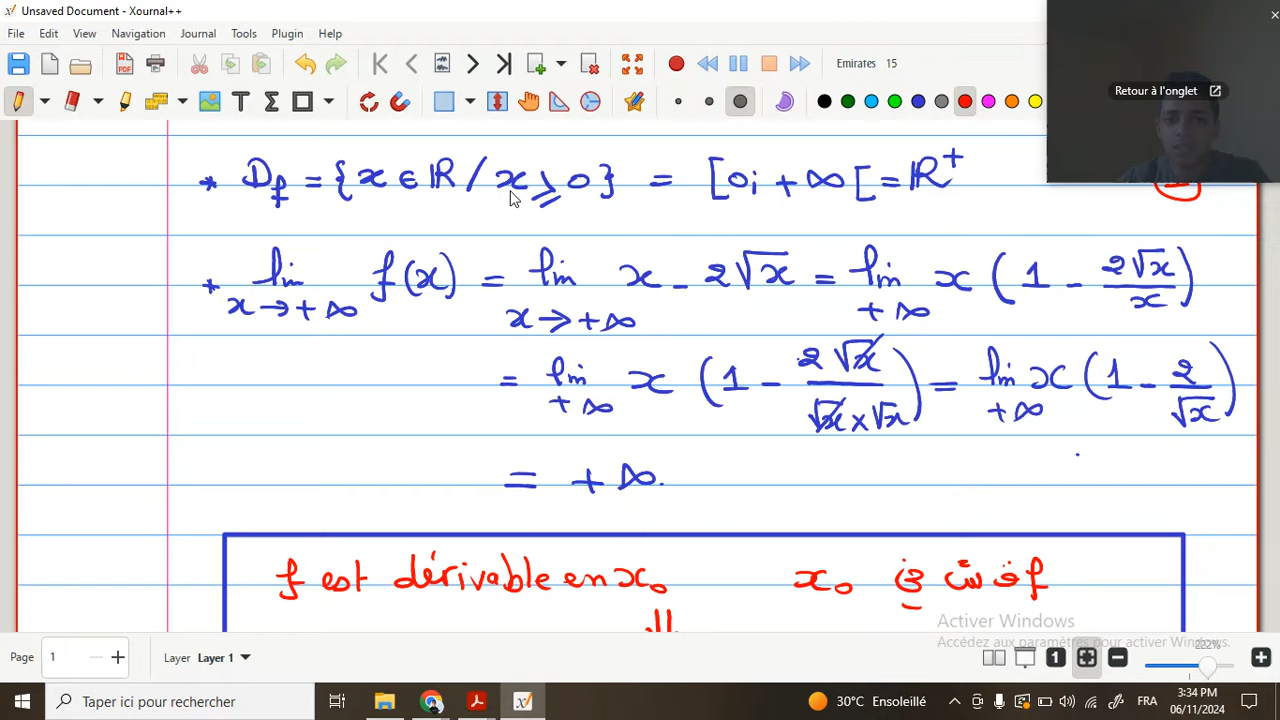 Unsaved Document - Xournal++
File Edit View Navigation Journal Tools Plugin Help
Emirates 15
Retour à l'onglet
* Df = {x ∈ ℝ / x ⩾ 0} = [0; +∞[ = ℝ⁺
* lim x→+∞ f(x) = lim x→+∞ x - 2√x = lim +∞ x (1 - 2√x/x)
= lim +∞ x (1 - 2√x/(√x×√x)) = lim +∞ x (1 - 2/√x)
= +∞.
f est dérivable en x₀
x₀ في ق ش f
Activer Windows
Accédez aux paramètres pour activer Windows.
222%
Page 1 Layer Layer 1
Taper ici pour rechercher
30°C Ensoleillé
FRA
3:34 PM
06/11/2024